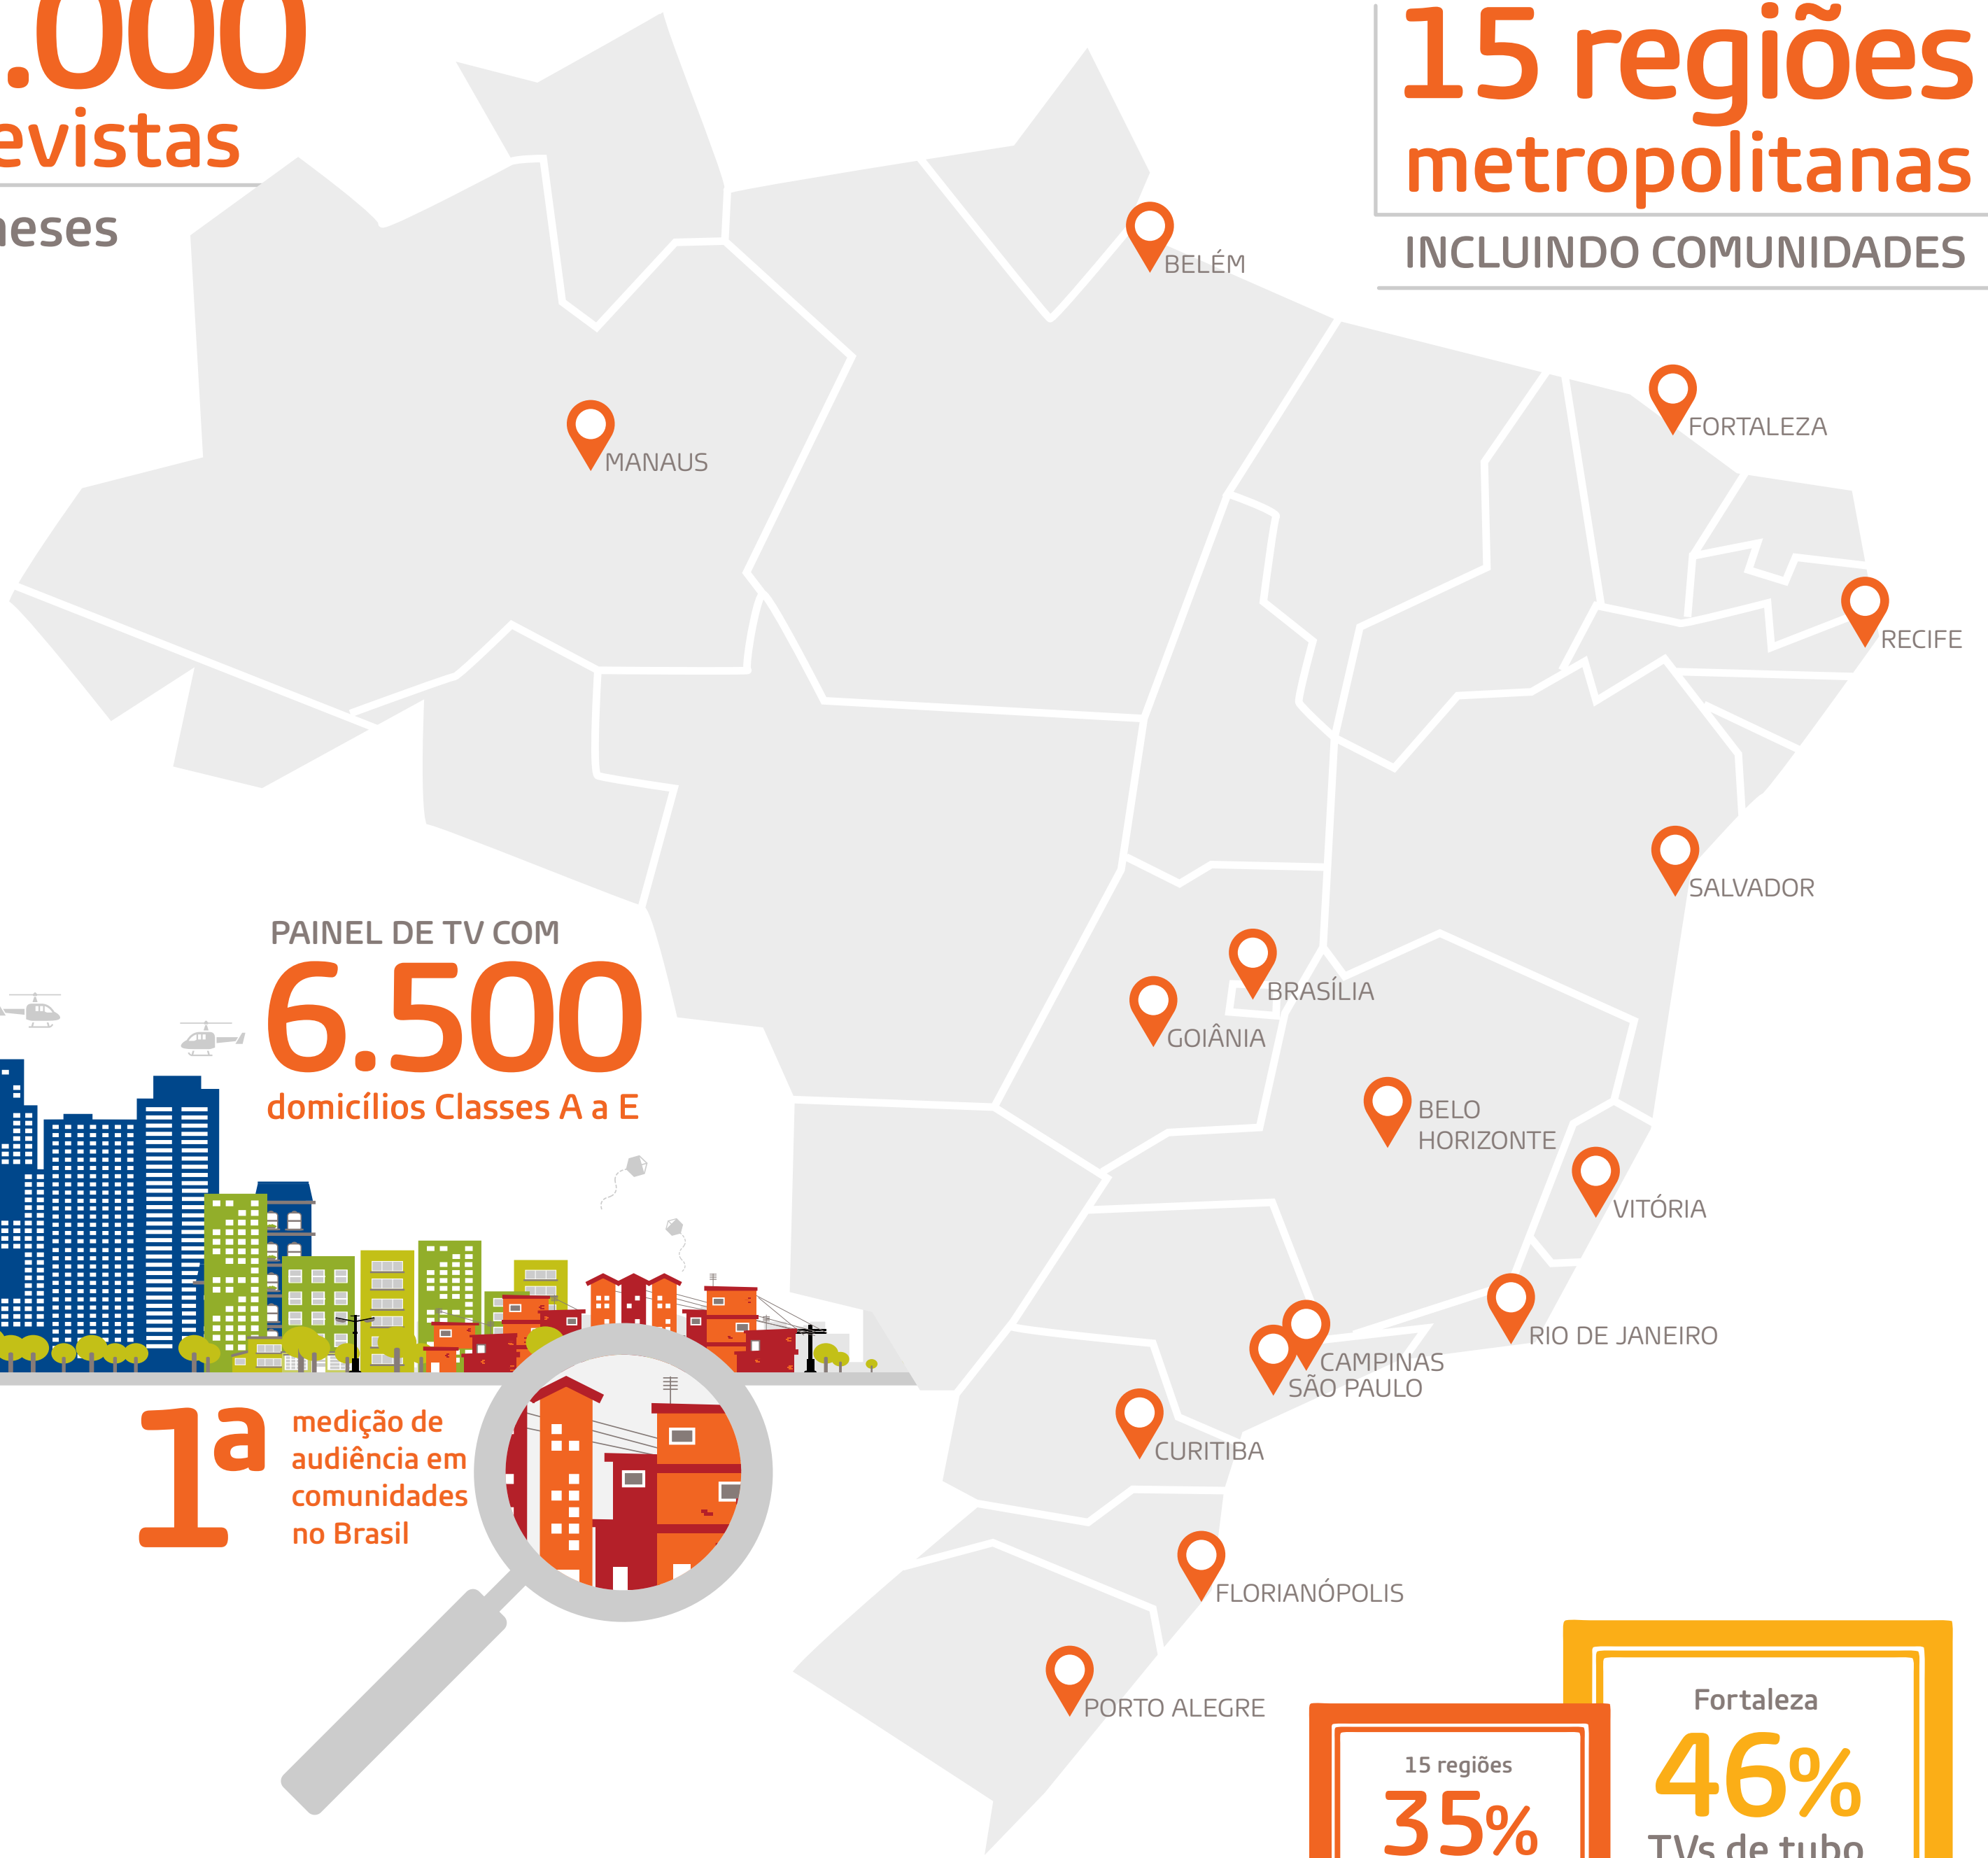 .000
evistas
eses
15 regiões
metropolitanas
INCLUINDO COMUNIDADES
BELÉM
MANAUS
FORTALEZA
RECIFE
SALVADOR
BRASÍLIA
GOIÂNIA
BELO
HORIZONTE
VITÓRIA
RIO DE JANEIRO
CAMPINAS
SÃO PAULO
CURITIBA
FLORIANÓPOLIS
PORTO ALEGRE
PAINEL DE TV COM
6.500
domicílios Classes A a E
1ª
medição de
audiência em
comunidades
no Brasil
Fortaleza
46%
TVs de tubo
15 regiões
35%